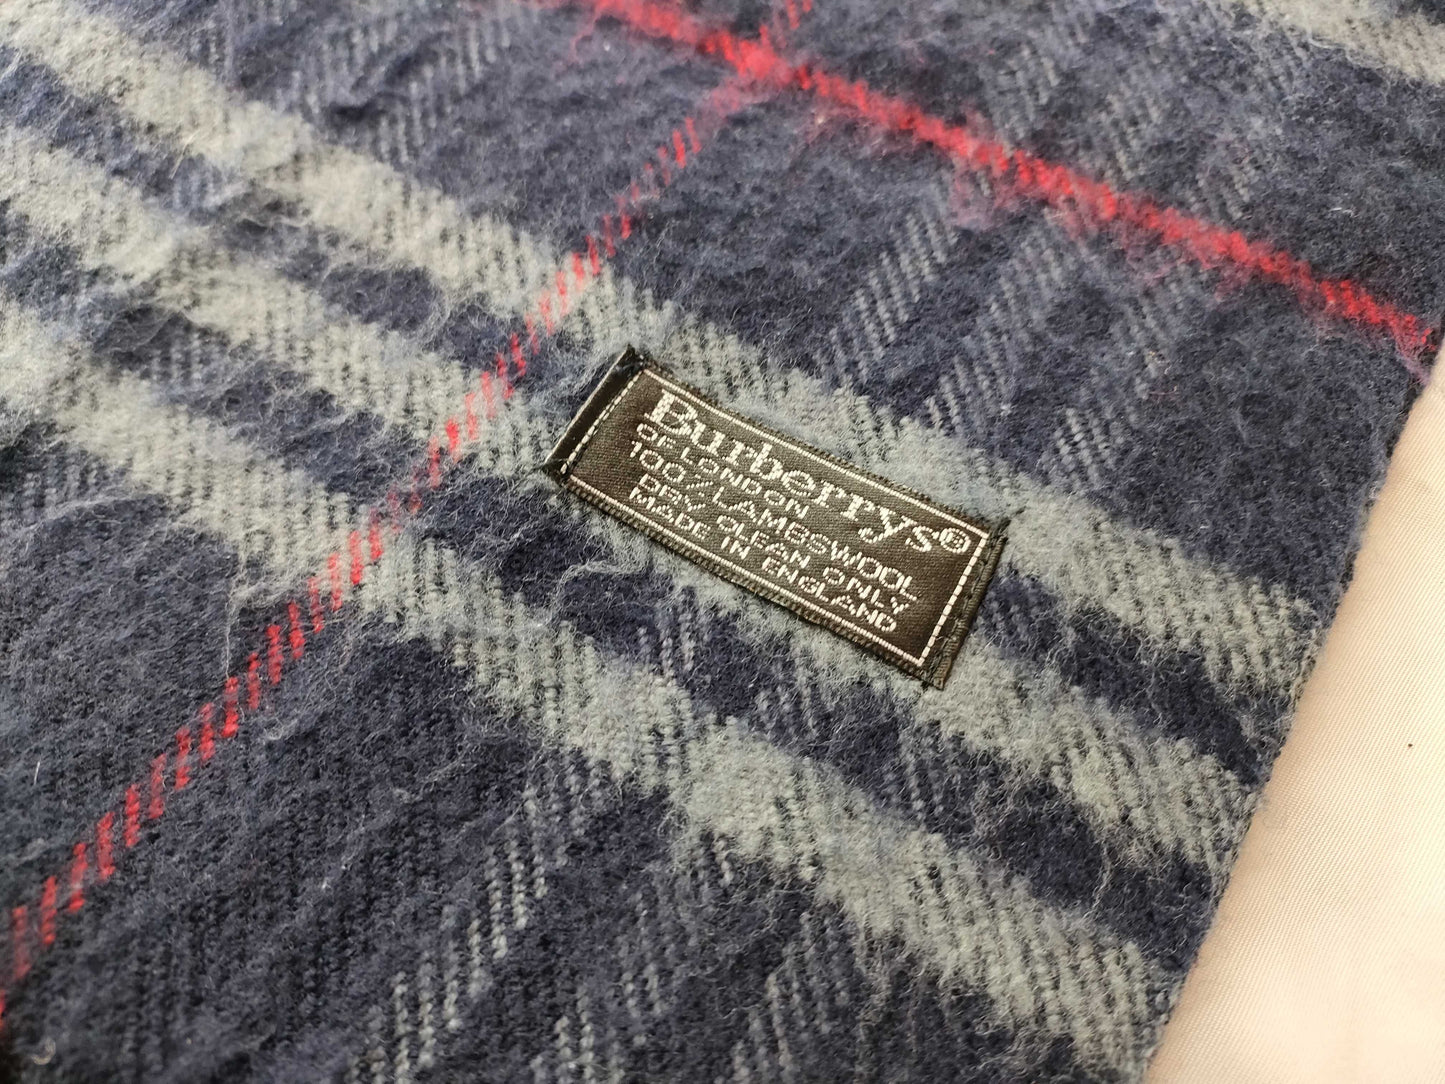 Burberrys®
OF LONDON
100% LAMBSWOOL
DRY CLEAN ONLY
MADE IN ENGLAND